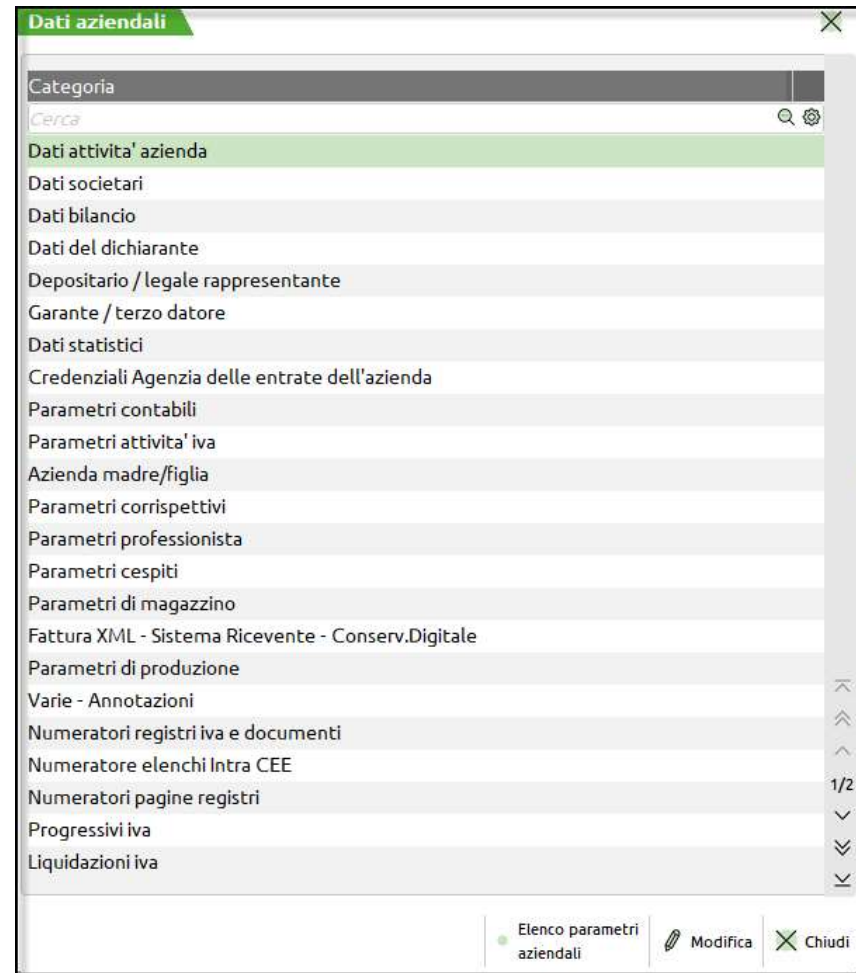 Dati aziendali
Categoria
Cerca
Dati attivita' azienda
Dati societari
Dati bilancio
Dati del dichiarante
Depositario / legale rappresentante
Garante / terzo datore
Dati statistici
Credenziali Agenzia delle entrate dell'azienda
Parametri contabili
Parametri attivita' iva
Azienda madre/figlia
Parametri corrispettivi
Parametri professionista
Parametri cespiti
Parametri di magazzino
Fattura XML - Sistema Ricevente - Conserv.Digitale
Parametri di produzione
Varie - Annotazioni
Numeratori registri iva e documenti
Numeratore elenchi Intra CEE
Numeratori pagine registri
Progressivi iva
Liquidazioni iva
1/2
Elenco parametri
aziendali
Modifica
Chiudi